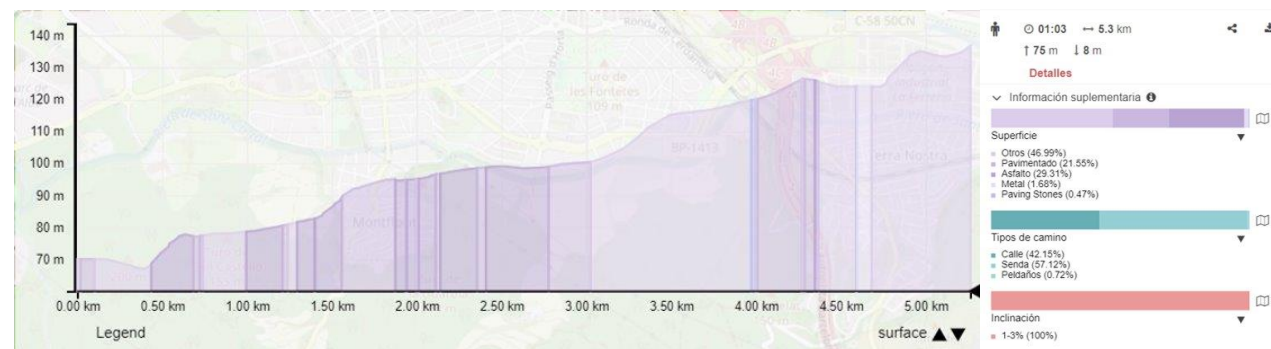 140 m
130 m
120 m
110 m
100 m
90 m
80 m
70 m
0.00 km 0.50 km 1.00 km 1.50 km 2.00 km 2.50 km 3.00 km 3.50 km 4.00 km 4.50 km 5.00 km
Legend
surface ▲▼
C-58 50CN
Turó de
les Fontetes
109 m
BP-1413
Terra Nostra
Montflorit
01:03 ↔ 5.3 km
↑ 75 m ↓ 8 m
Detalles
Información suplementaria
Superficie
Otros (46.99%)
Pavimentado (21.55%)
Asfalto (29.31%)
Metal (1.68%)
Paving Stones (0.47%)
Tipos de camino
Calle (42.15%)
Senda (57.12%)
Peldaños (0.72%)
Inclinación
1-3% (100%)